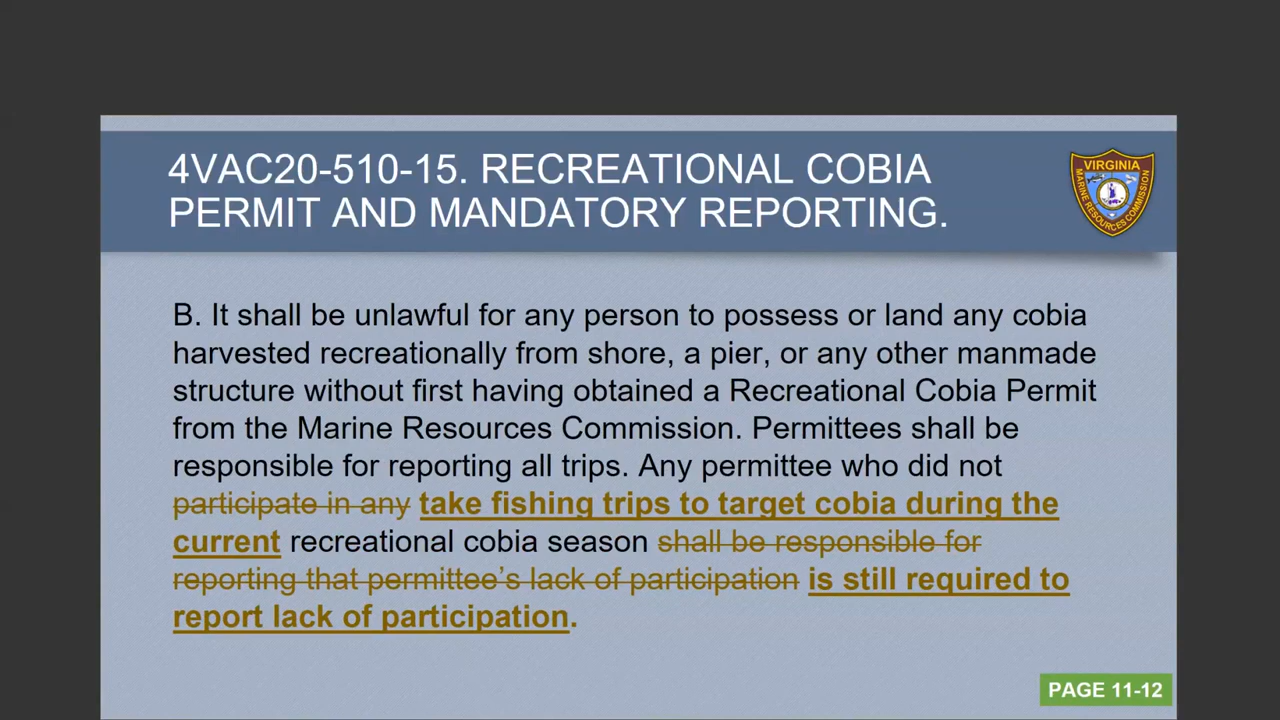 4VAC20-510-15. RECREATIONAL COBIA
PERMIT AND MANDATORY REPORTING.
VIRGINIA
MARINE RESOURCES COMMISSION
B. It shall be unlawful for any person to possess or land any cobia
harvested recreationally from shore, a pier, or any other manmade
structure without first having obtained a Recreational Cobia Permit
from the Marine Resources Commission. Permittees shall be
responsible for reporting all trips. Any permittee who did not
participate in any take fishing trips to target cobia during the
current recreational cobia season shall be responsible for
reporting that permittee’s lack of participation is still required to
report lack of participation.
PAGE 11-12